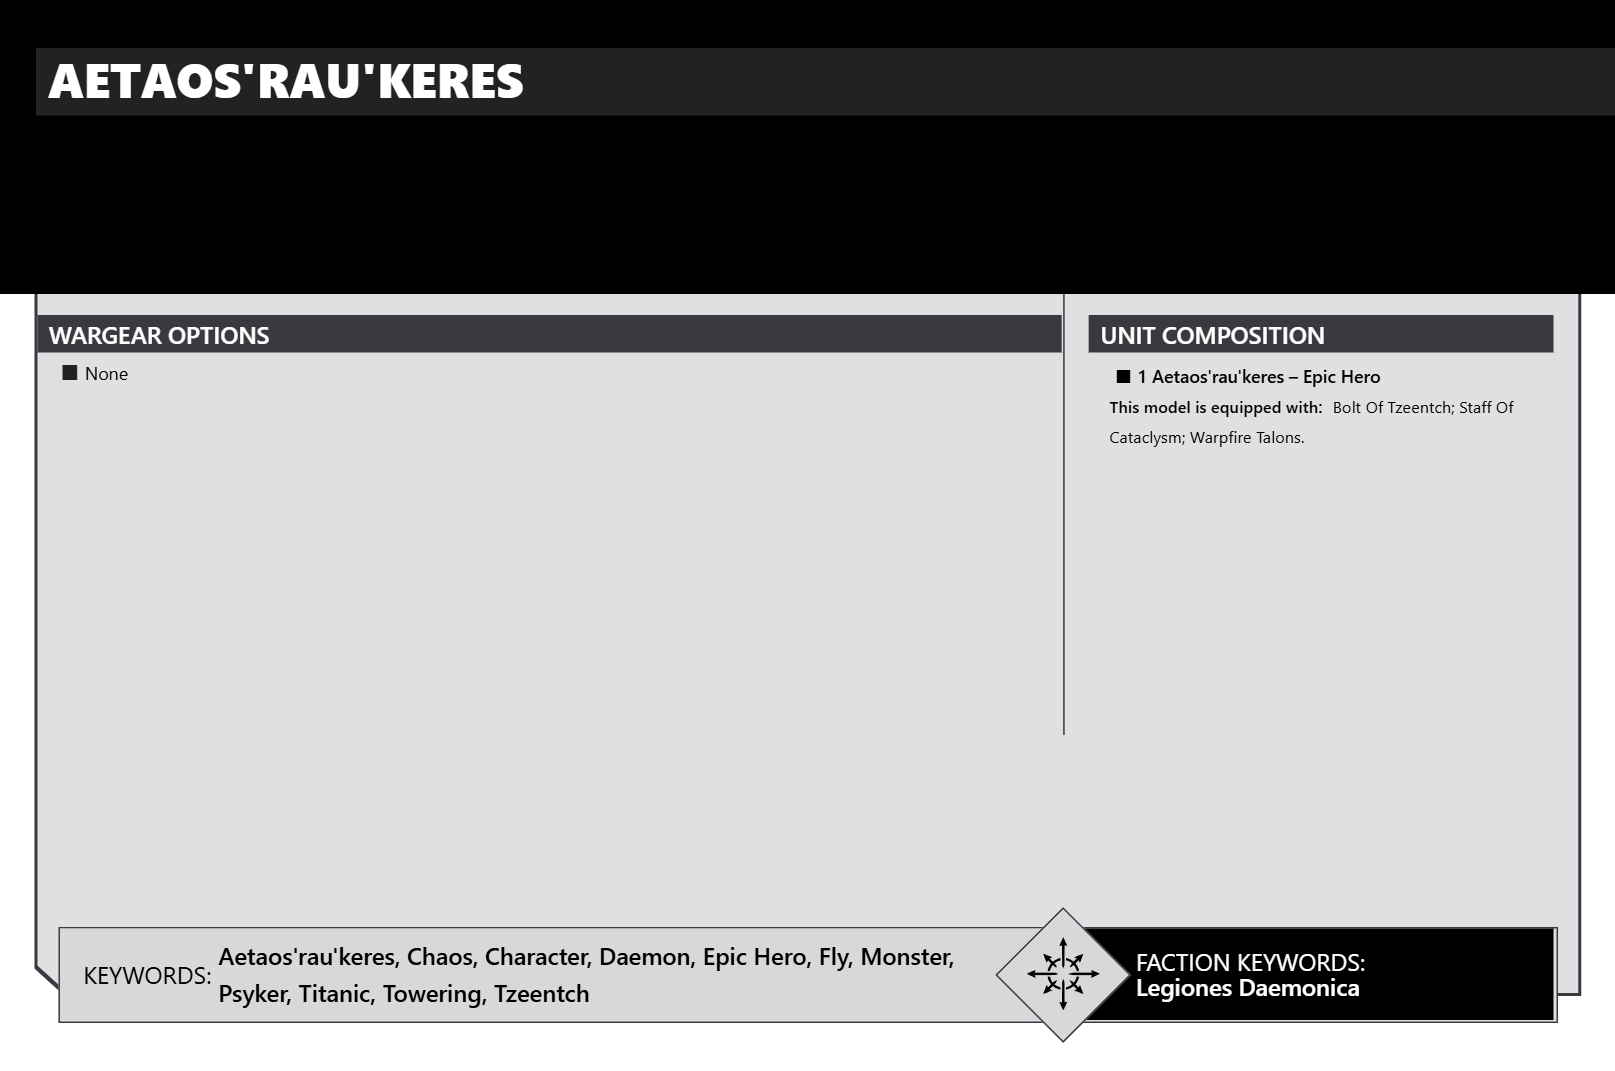 AETAOS'RAU'KERES
WARGEAR OPTIONS
■ None
UNIT COMPOSITION
■ 1 Aetaos'rau'keres – Epic Hero
This model is equipped with: Bolt Of Tzeentch; Staff Of
Cataclysm; Warpfire Talons.
KEYWORDS:
Aetaos'rau'keres, Chaos, Character, Daemon, Epic Hero, Fly, Monster,
Psyker, Titanic, Towering, Tzeentch
FACTION KEYWORDS:
Legiones Daemonica